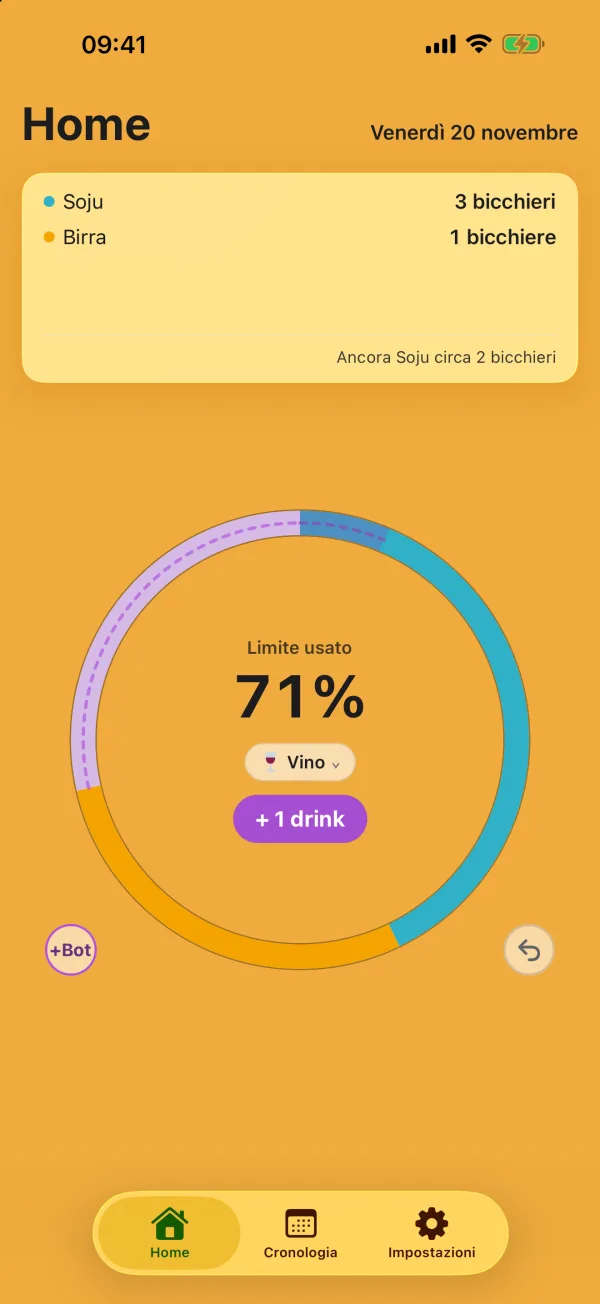 09:41
Home
Venerdì 20 novembre
Soju 3 bicchieri
Birra 1 bicchiere
Ancora Soju circa 2 bicchieri
Limite usato
71%
Vino
+ 1 drink
+Bot
Home Cronologia Impostazioni